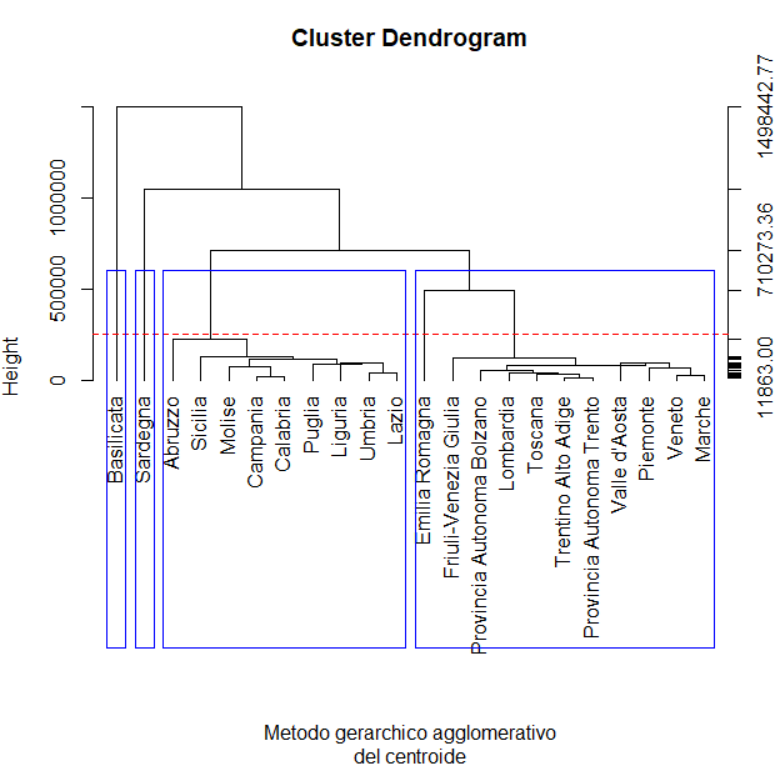 Cluster Dendrogram
Height
0
500000
1000000
11863.00
710273.36
1498442.77
Basilicata
Sardegna
Abruzzo
Sicilia
Molise
Campania
Calabria
Puglia
Liguria
Umbria
Lazio
Emilia Romagna
Friuli-Venezia Giulia
Provincia Autonoma Bolzano
Lombardia
Toscana
Trentino Alto Adige
Provincia Autonoma Trento
Valle d'Aosta
Piemonte
Veneto
Marche
Metodo gerarchico agglomerativo
del centroide